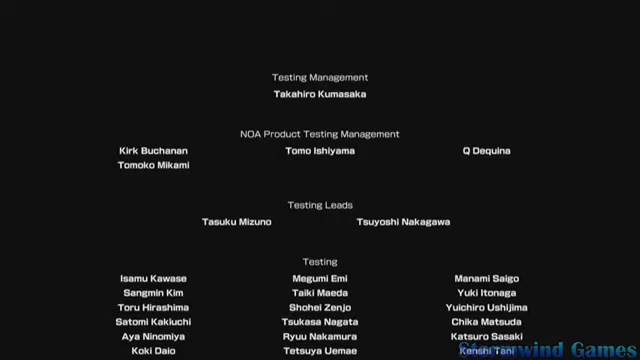 Testing Management
Takahiro Kumasaka
NOA Product Testing Management
Kirk Buchanan Tomo Ishiyama Q Dequina
Tomoko Mikami
Testing Leads
Tasuku Mizuno Tsuyoshi Nakagawa
Testing
Isamu Kawase Megumi Emi Manami Saigo
Sangmin Kim Taiki Maeda Yuki Itonaga
Toru Hirashima Shohei Zenjo Yuichiro Ushijima
Satomi Kakiuchi Tsukasa Nagata Chika Matsuda
Aya Ninomiya Ryuu Nakamura Katsuro Sasaki
Koki Daio Tetsuya Uemae Kenshi Tani
Stormwind Games